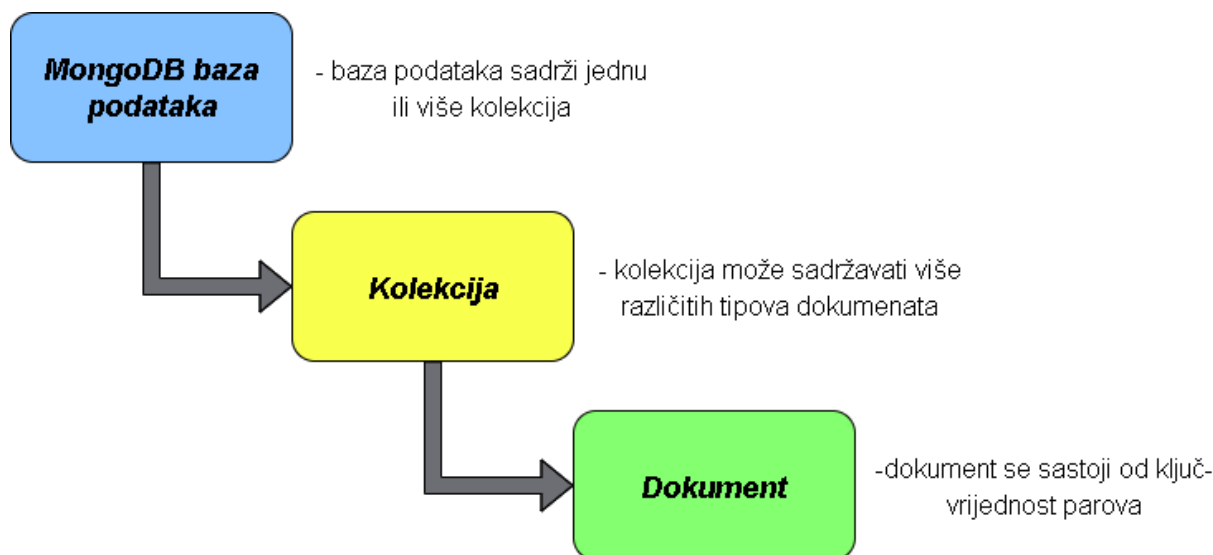 MongoDB baza
podataka
- baza podataka sadrži jednu
ili više kolekcija
Kolekcija
- kolekcija može sadržavati više
različitih tipova dokumenata
Dokument
-dokument se sastoji od ključ-
vrijednost parova